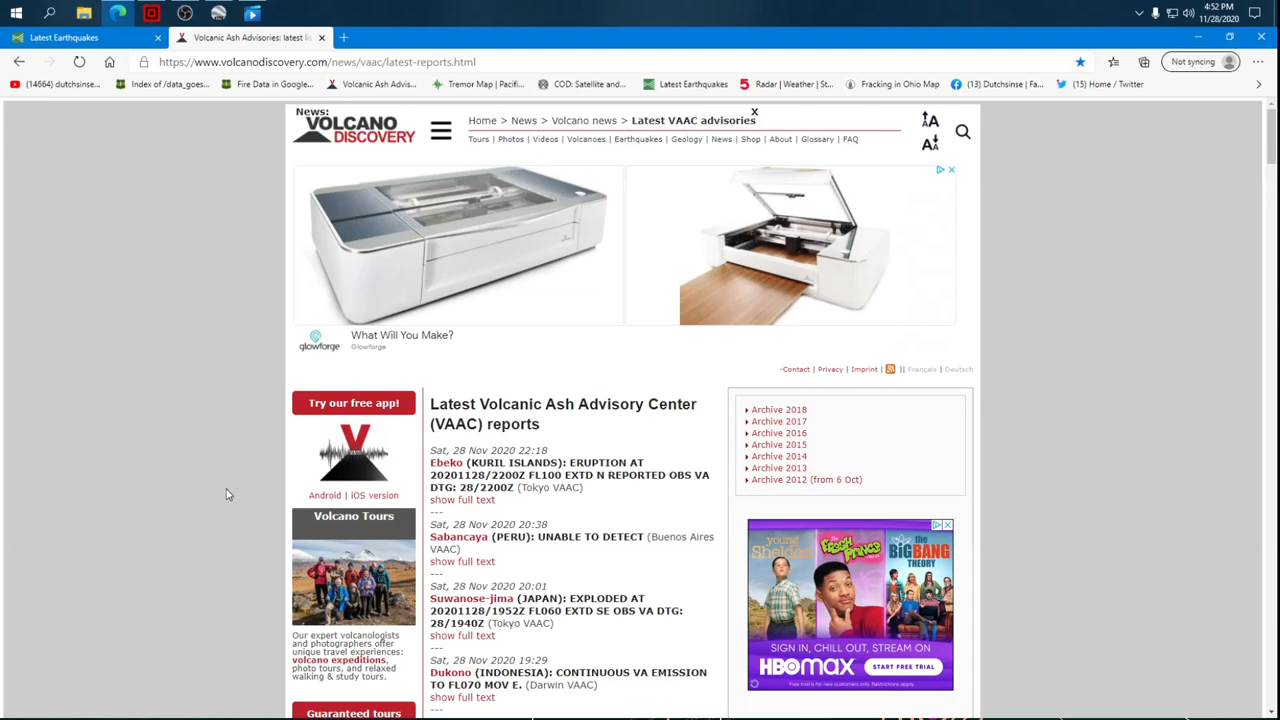 4:52 PM
11/28/2020
Latest Earthquakes
Volcanic Ash Advisories: latest li
https://www.volcanodiscovery.com/news/vaac/latest-reports.html
Not syncing
(14664) dutchsinse...
Index of /data_goes...
Fire Data in Google...
Volcanic Ash Advis...
Tremor Map | Pacifi...
COD: Satellite and...
Latest Earthquakes
Radar | Weather | St...
Fracking in Ohio Map
(13) Dutchsinse | Fa...
(15) Home / Twitter
News:
VOLCANO
DISCOVERY
Home > News > Volcano news > Latest VAAC advisories
X
Tours | Photos | Videos | Volcanoes | Earthquakes | Geology | News | Shop | About | Glossary | FAQ
A
A
What Will You Make?
glowforge
Glowforge
-Contact | Privacy | Imprint | || Français | Deutsch
Try our free app!
Android | iOS version
Volcano Tours
Our expert volcanologists
and photographers offer
unique travel experiences:
volcano expeditions,
photo tours, and relaxed
walking & study tours.
Guaranteed tours
Latest Volcanic Ash Advisory Center
(VAAC) reports
Sat, 28 Nov 2020 22:18
Ebeko (KURIL ISLANDS): ERUPTION AT
20201128/2200Z FL100 EXTD N REPORTED OBS VA
DTG: 28/2200Z (Tokyo VAAC)
show full text
---
Sat, 28 Nov 2020 20:38
Sabancaya (PERU): UNABLE TO DETECT (Buenos Aires
VAAC)
show full text
---
Sat, 28 Nov 2020 20:01
Suwanose-jima (JAPAN): EXPLODED AT
20201128/1952Z FL060 EXTD SE OBS VA DTG:
28/1940Z (Tokyo VAAC)
show full text
---
Sat, 28 Nov 2020 19:29
Dukono (INDONESIA): CONTINUOUS VA EMISSION
TO FL070 MOV E. (Darwin VAAC)
show full text
---
Archive 2018
Archive 2017
Archive 2016
Archive 2015
Archive 2014
Archive 2013
Archive 2012 (from 6 Oct)
young
Sheldon
The
FRESH PRINCE
the
BIG BANG
THEORY
SIGN IN, CHILL OUT, STREAM ON
HBOMAX
START FREE TRIAL
Free trial is for new customers only. Restrictions apply.